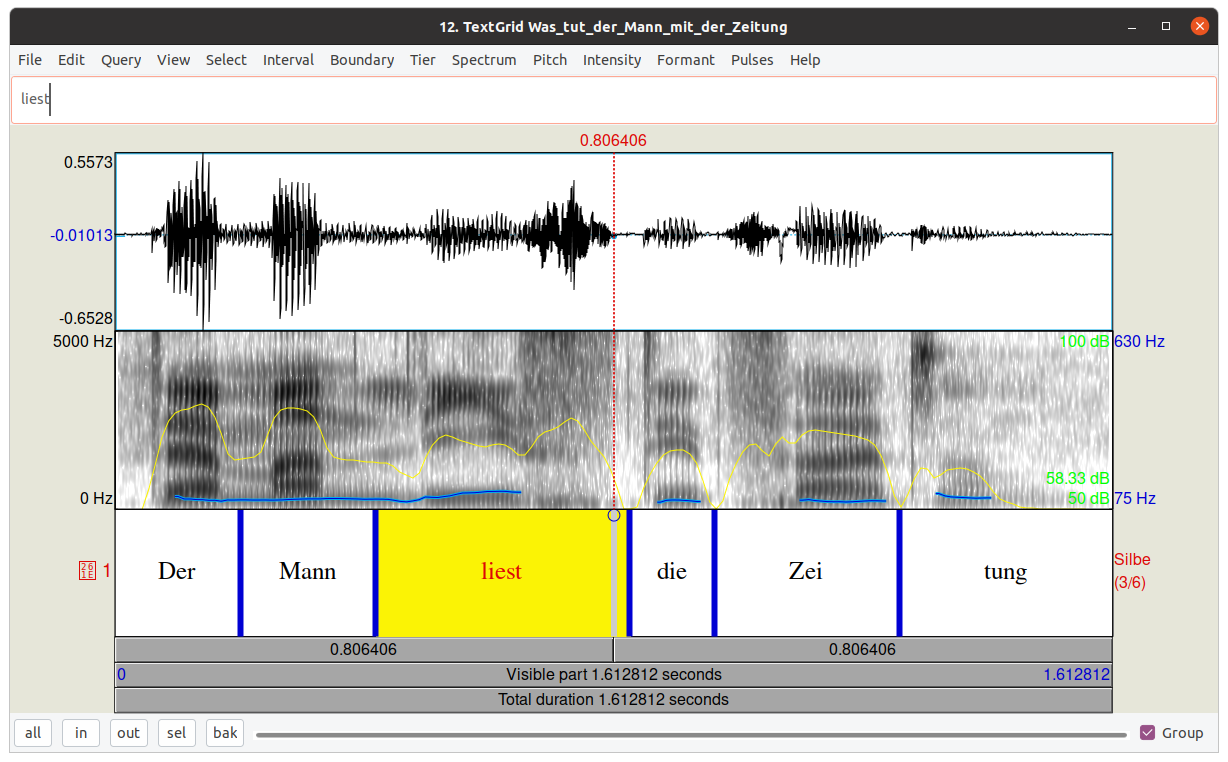 12. TextGrid Was_tut_der_Mann_mit_der_Zeitung
File Edit Query View Select Interval Boundary Tier Spectrum Pitch Intensity Formant Pulses Help
liest
0.806406
0.5573
-0.01013
-0.6528
5000 Hz 100 dB 630 Hz
58.33 dB
0 Hz 50 dB 75 Hz
261E 1 Der Mann liest die Zei tung Silbe
(3/6)
0.806406 0.806406
0 Visible part 1.612812 seconds 1.612812
Total duration 1.612812 seconds
all in out sel bak Group